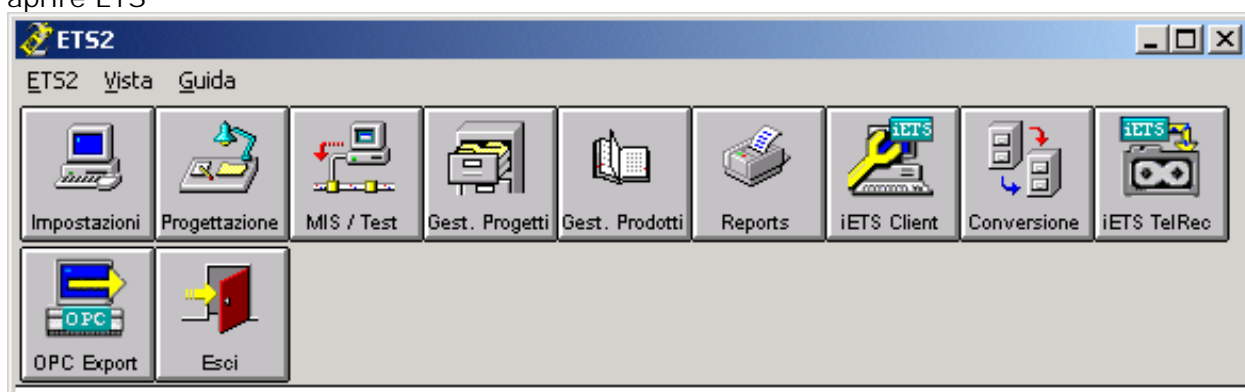 aprire ETS
ETS2
ETS2 Vista Guida
iETS iETS
Impostazioni Progettazione MIS / Test Gest. Progetti Gest. Prodotti Reports iETS Client Conversione iETS TelRec
OPC
OPC Export Esci